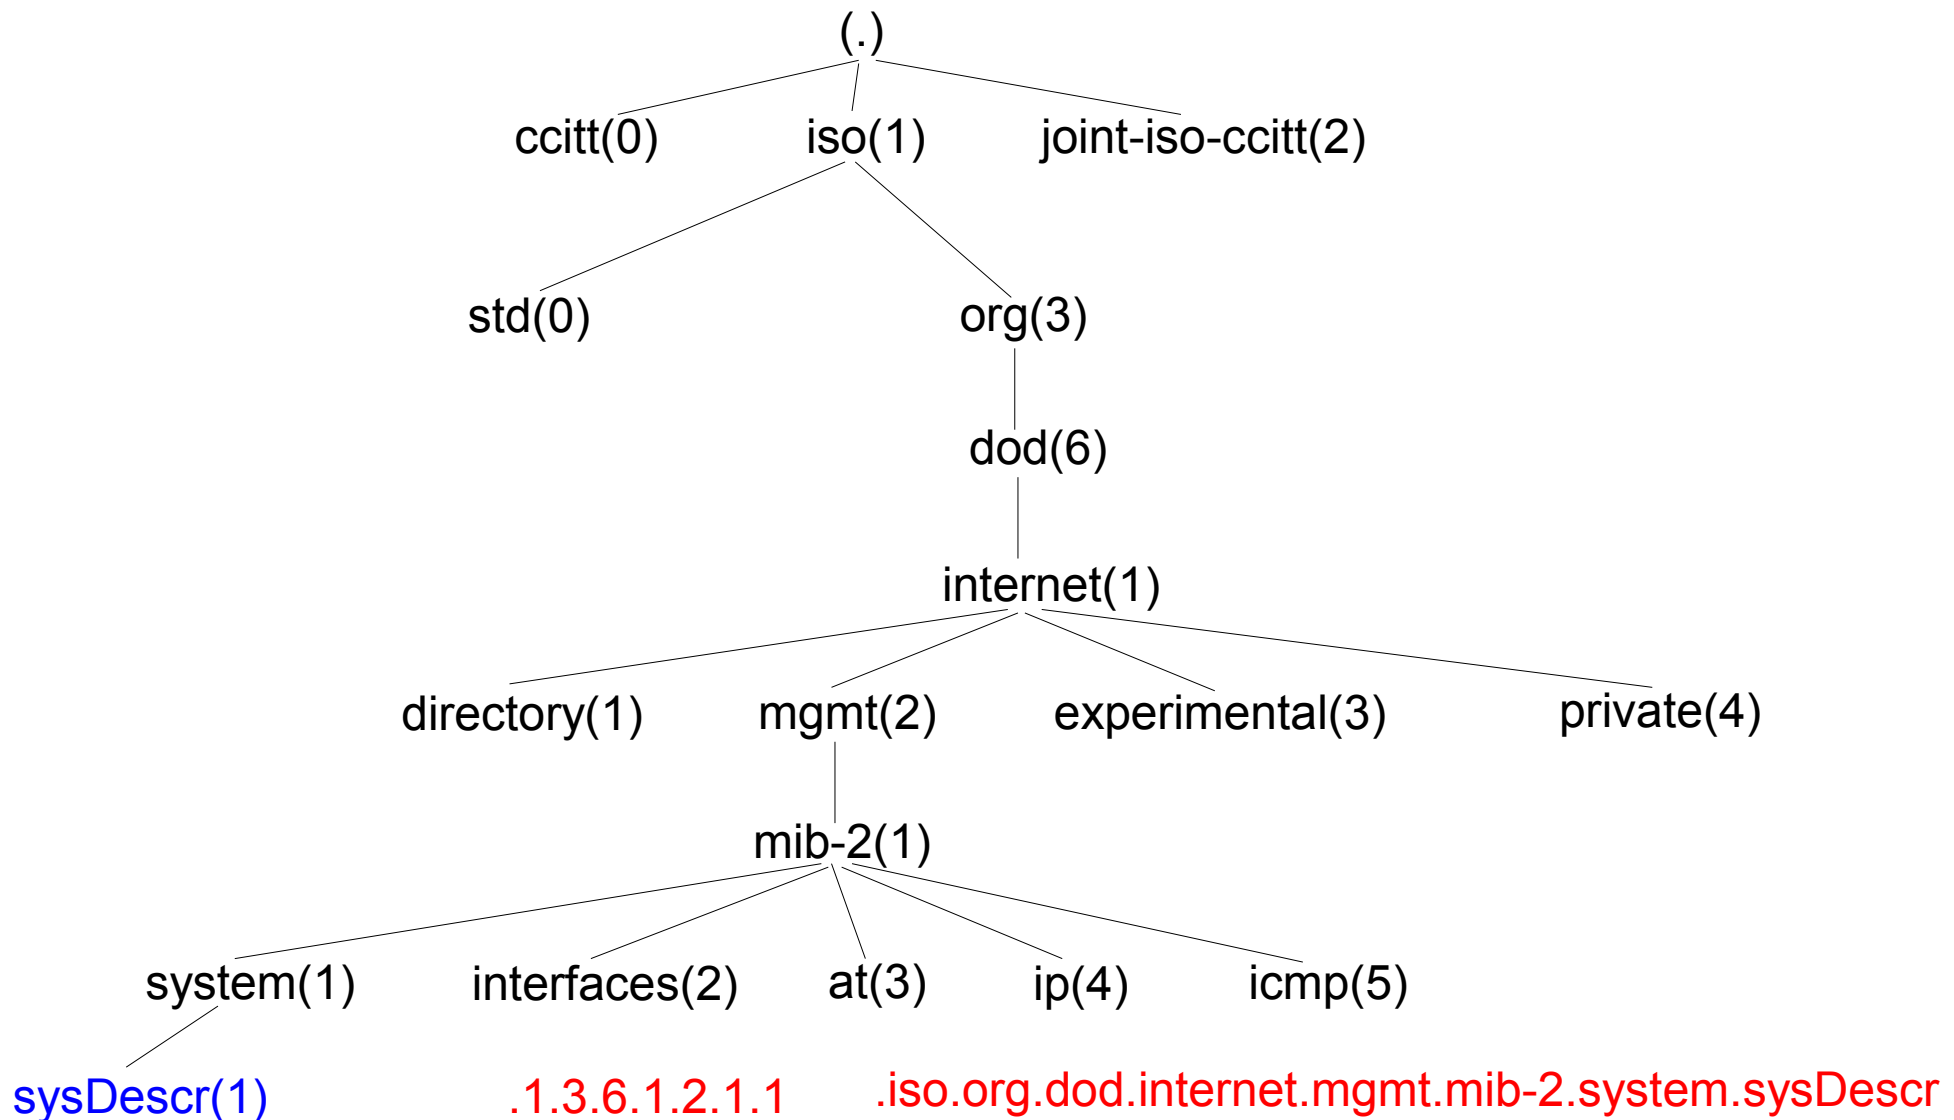 (.)
ccitt(0) iso(1) joint-iso-ccitt(2)
std(0) org(3)
dod(6)
internet(1)
directory(1) mgmt(2) experimental(3) private(4)
mib-2(1)
system(1) interfaces(2) at(3) ip(4) icmp(5)
sysDescr(1) .1.3.6.1.2.1.1 .iso.org.dod.internet.mgmt.mib-2.system.sysDescr